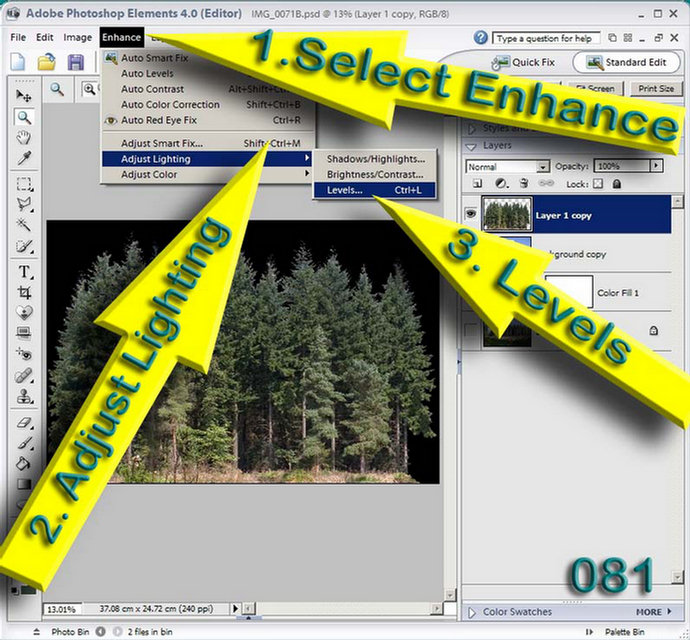 Adobe Photoshop Elements 4.0 (Editor) IMG_0071B.psd @ 13% (Layer 1 copy, RGB/8)
File Edit Image Enhance
Type a question for help
Quick Fix Standard Edit
1.Select Enhance
Auto Smart Fix
Auto Levels
Auto Contrast Alt+Shift+C
Auto Color Correction Shift+Ctrl+B
Auto Red Eye Fix Ctrl+R
Adjust Smart Fix... Shift+Ctrl+M
Adjust Lighting
Adjust Color
Shadows/Highlights...
Brightness/Contrast...
Levels... Ctrl+L
Screen Print Size
Styles and
Layers
Normal Opacity: 100%
Lock:
Layer 1 copy
ground copy
Color Fill 1
2. Adjust Lighting
3. Levels
081
13.01% 37.08 cm x 24.72 cm (240 ppi)
Color Swatches MORE
Photo Bin 2 files in bin Palette Bin